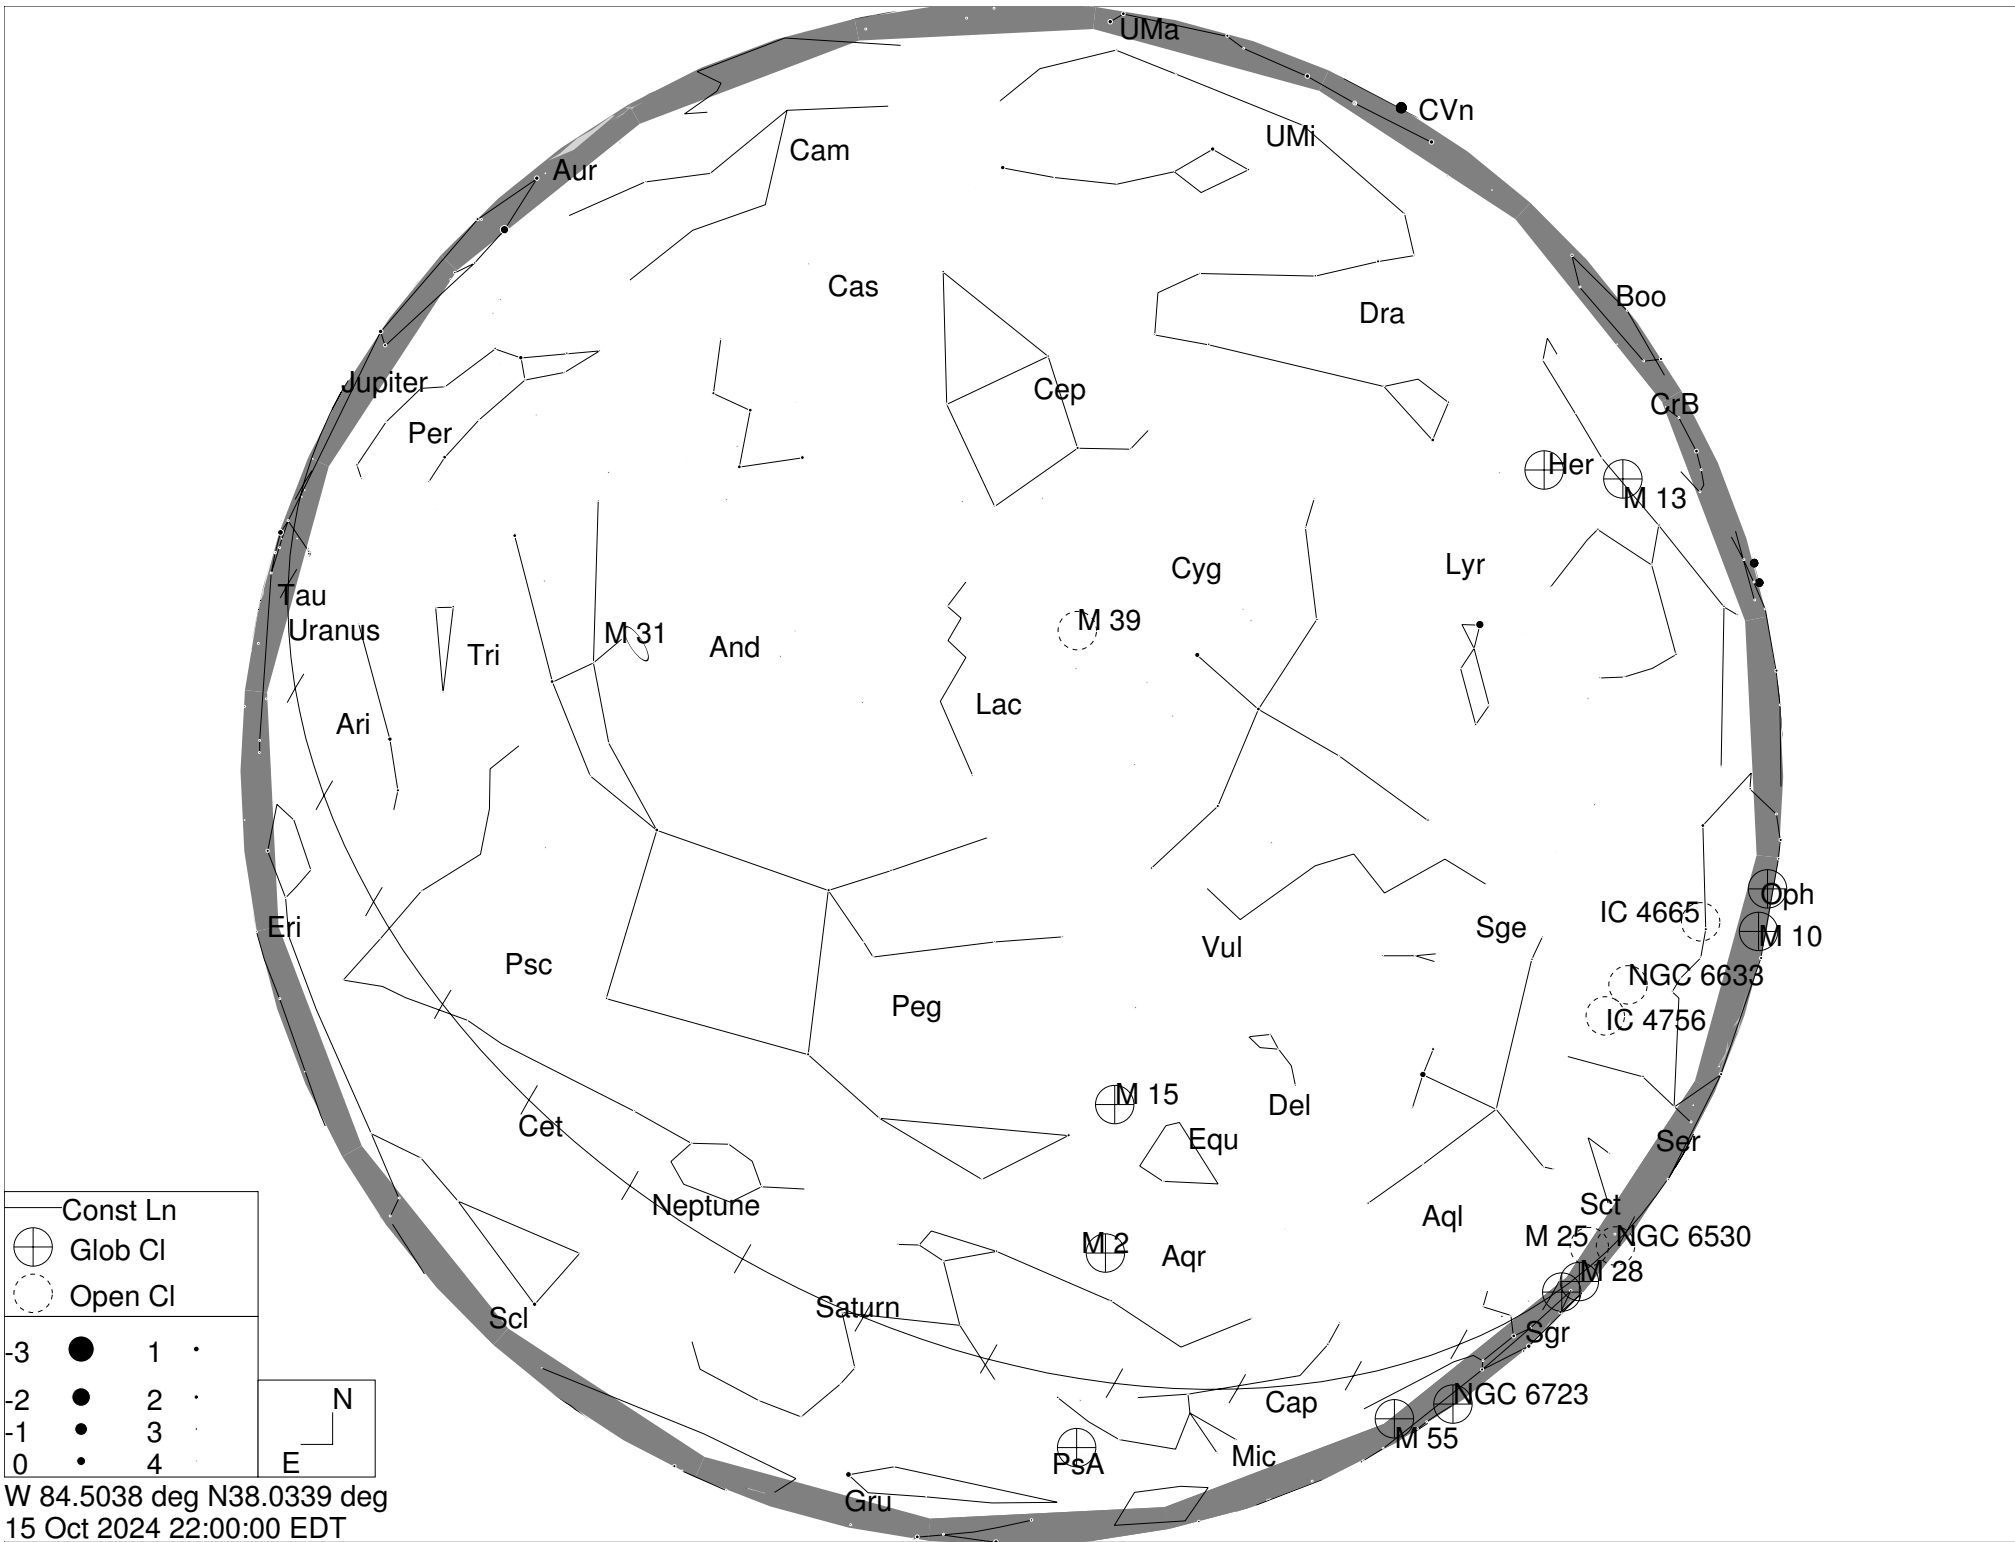 UMa
CVn
UMi
Cam
Aur
Cas
Boo
Dra
Jupiter
Cep
CrB
Per
Her
M 13
Cyg
Lyr
Tau
M 39
Uranus
M 31
And
Tri
Lac
Ari
Oph
IC 4665
Eri
Sge
M 10
Vul
Psc
NGC 6633
Peg
IC 4756
M 15
Del
Cet
Equ
Ser
Neptune
Sct
Const Ln
Aql
M 25
NGC 6530
M 2
Glob Cl
Aqr
M 28
Open Cl
Saturn
Scl
Sgr
-3 1
-2 2
-1 3
0 4
N
E
NGC 6723
Cap
M 55
Mic
PsA
Gru
W 84.5038 deg N38.0339 deg
15 Oct 2024 22:00:00 EDT